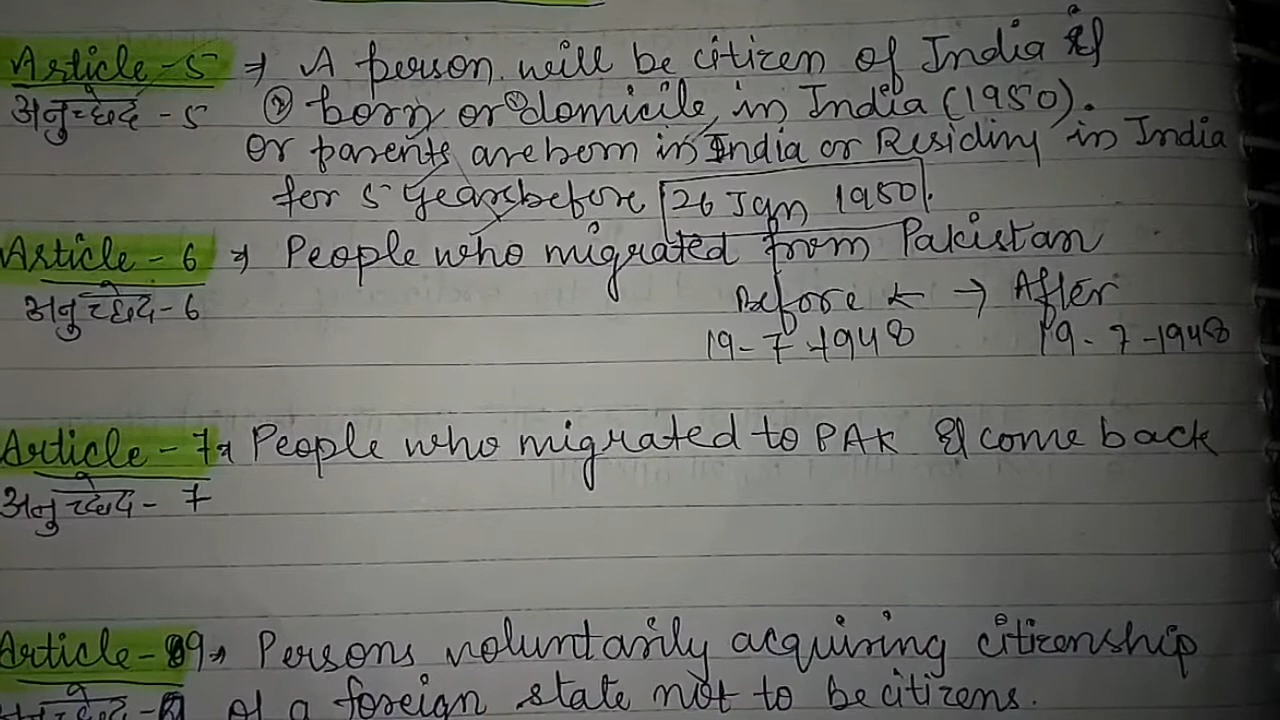 Article - 5 ⇒ A person will be citizen of India if
अनुच्छेद - 5 ② born or ① domicile in India (1950).
or parents are born in India or Residing in India
for 5 years before 26 Jan 1950.
Article - 6 ⇒ People who migrated from Pakistan
अनुच्छेद - 6
Before ← → After
19-7-1948 19-7-1948
Article - 7 ⇒ People who migrated to PAK & come back
अनुच्छेद - 7
Article - 9 ⇒ Persons voluntarily acquiring citizenship
अनुच्छेद - of a foreign state not to be citizens.